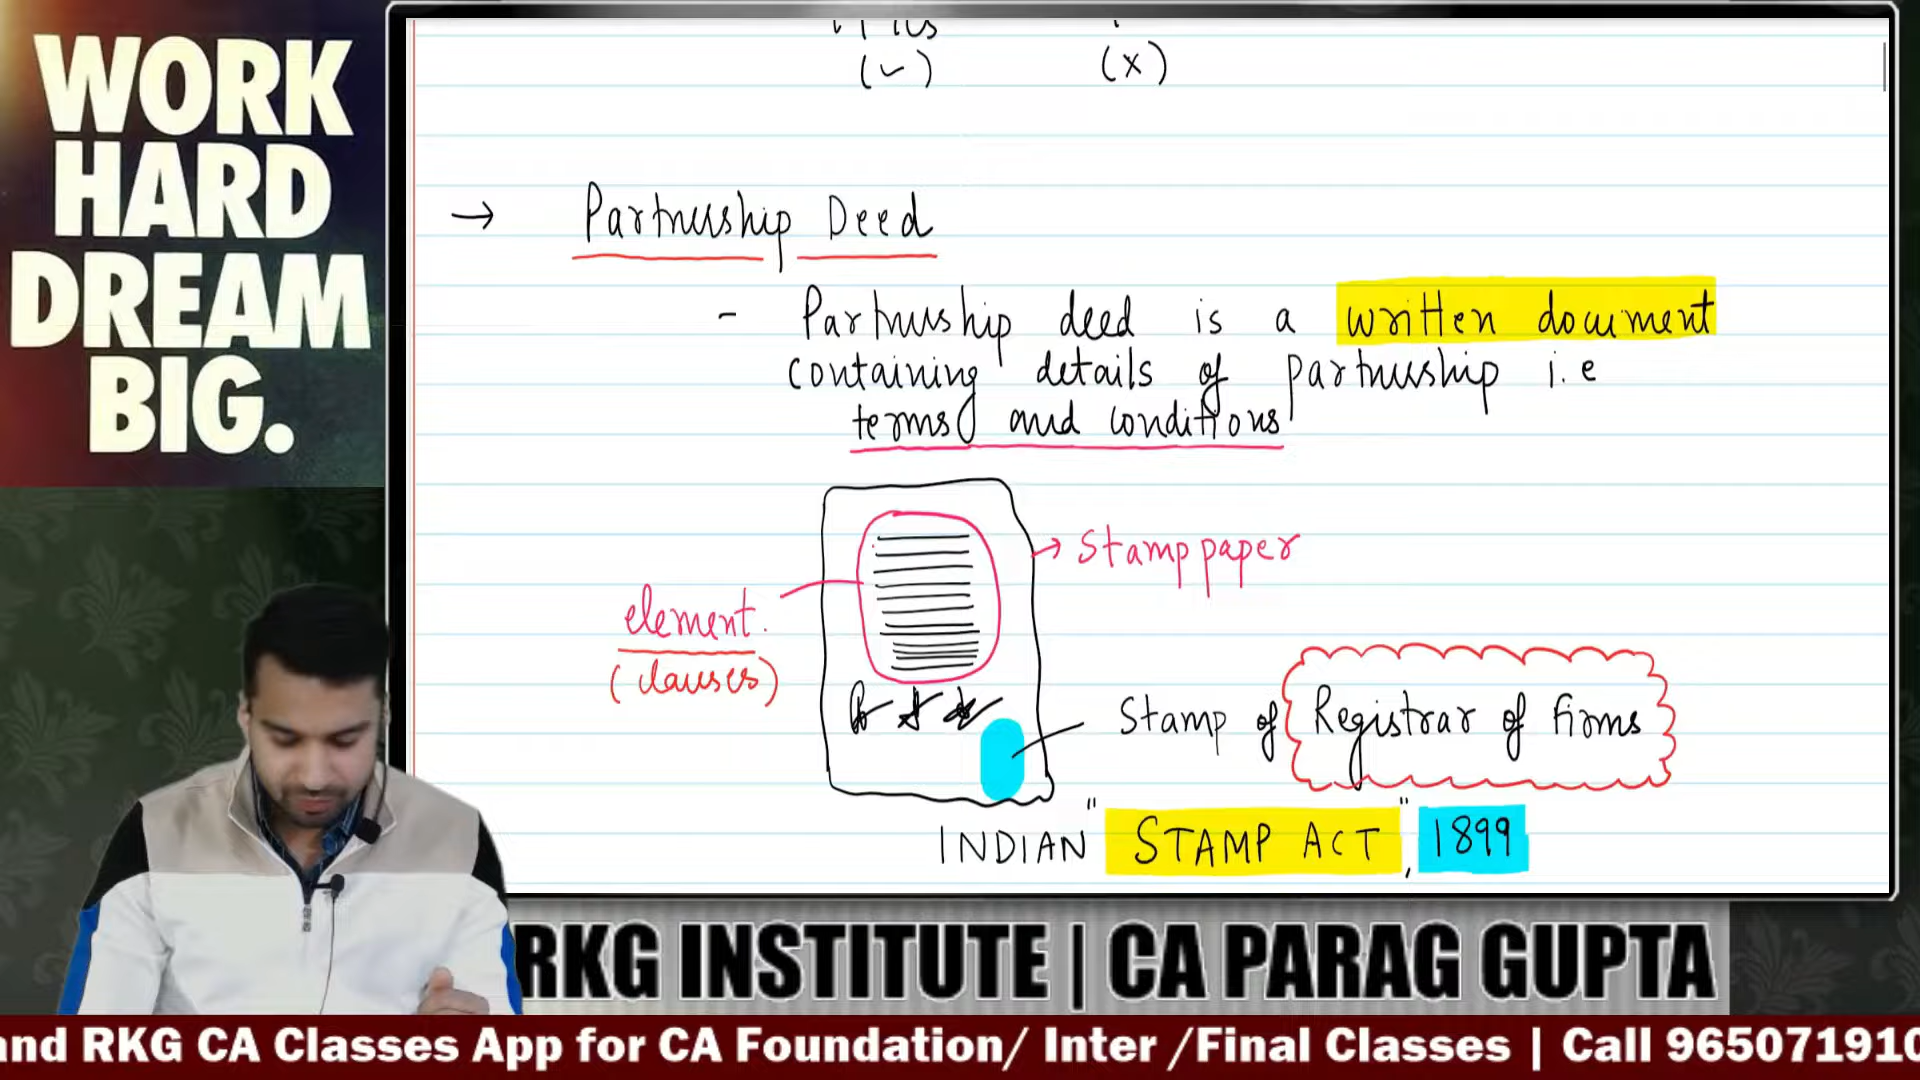 WORK
HARD
DREAM
BIG.
(✓) (x)
→ Partnership Deed
- Partnership deed is a written document
containing details of partnership i.e
terms and conditions
→ Stamp paper
element.
(clauses)
Stamp of Registrar of firms
INDIAN "STAMP ACT", 1899
RKG INSTITUTE | CA PARAG GUPTA
and RKG CA Classes App for CA Foundation/ Inter /Final Classes | Call 965071910